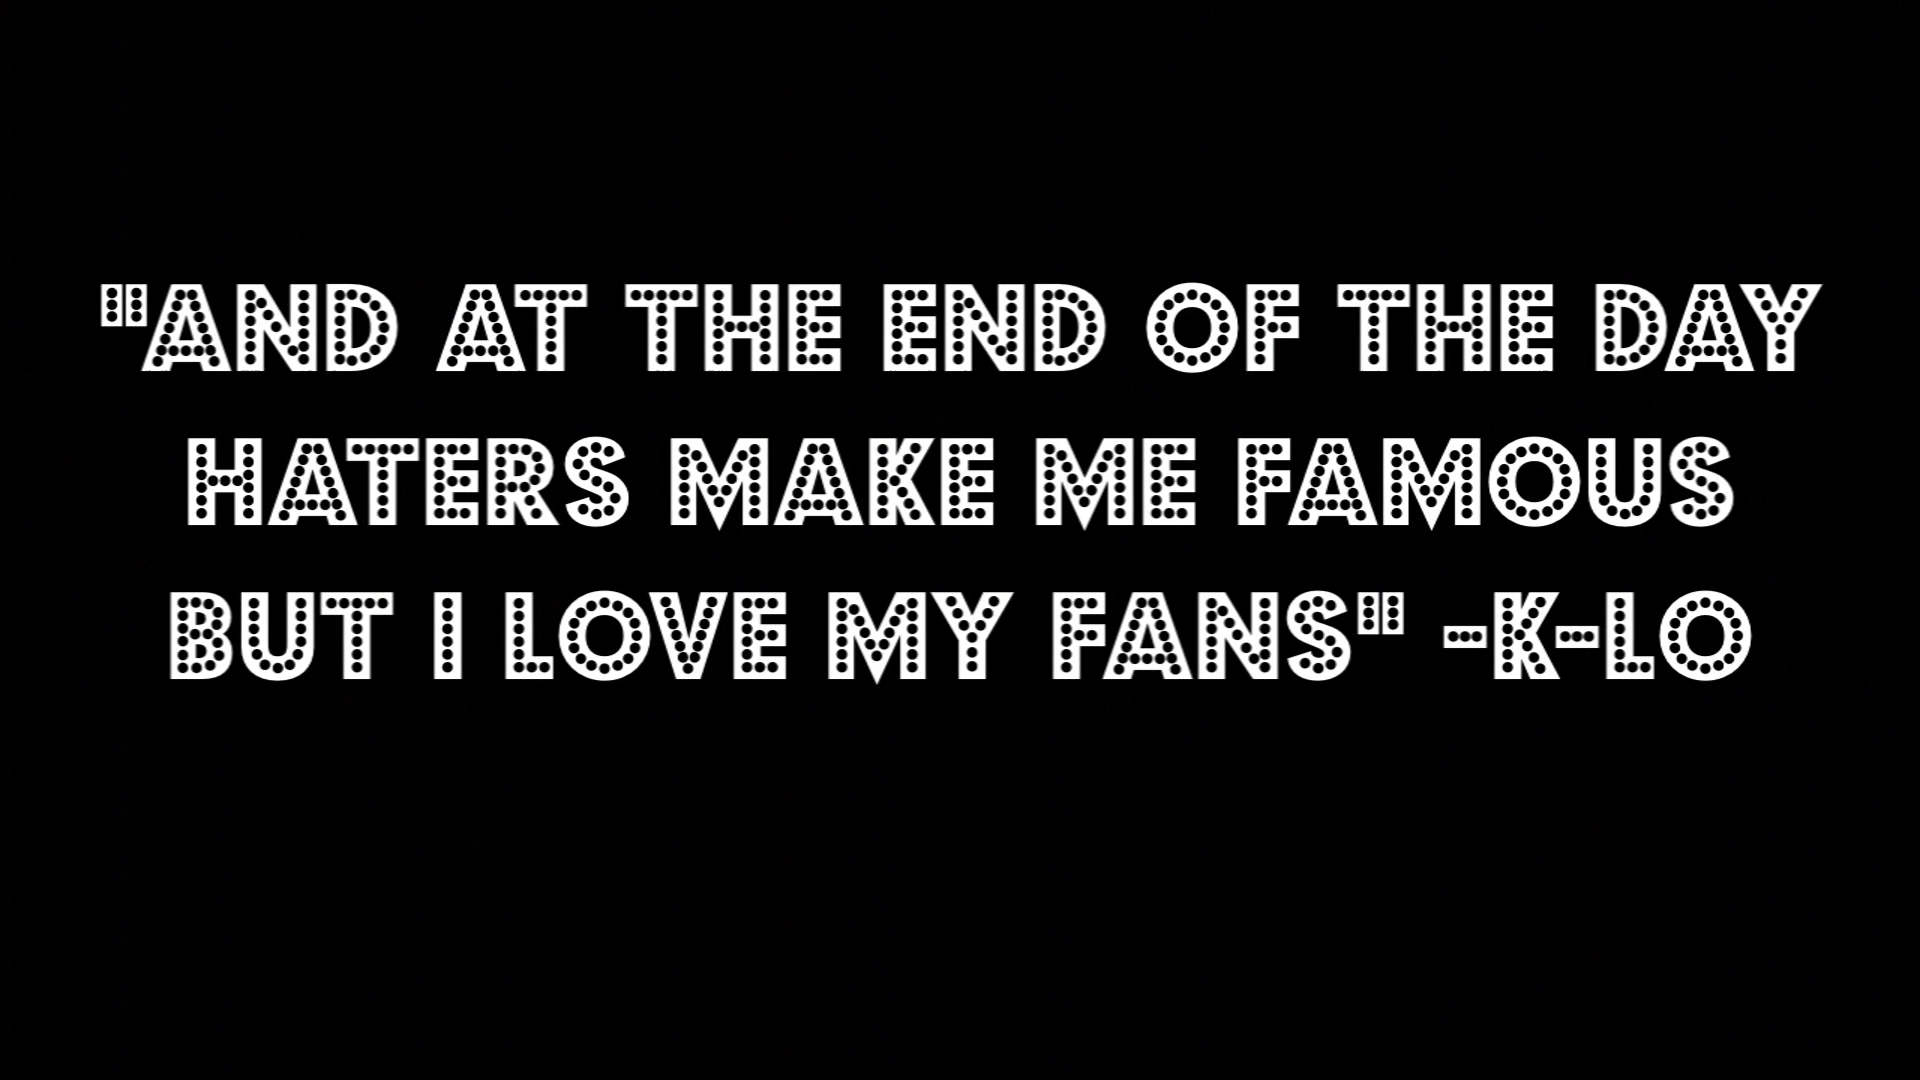 "AND AT THE END OF THE DAY
HATERS MAKE ME FAMOUS
BUT I LOVE MY FANS" -K-LO